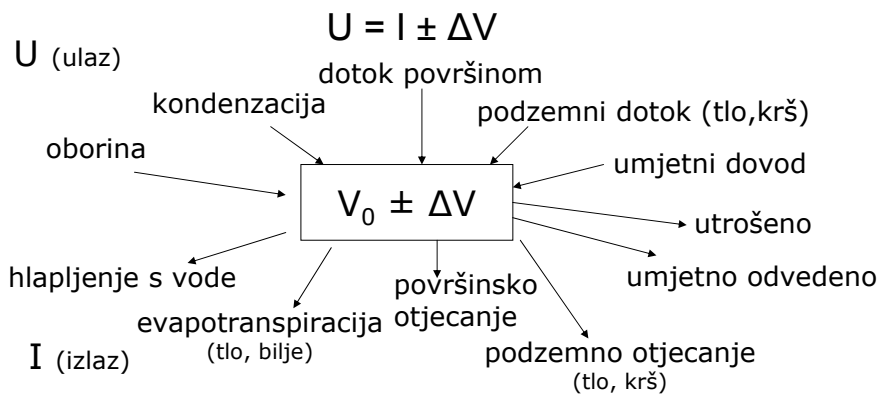 U = I ± ΔV
U (ulaz)
dotok površinom
kondenzacija
podzemni dotok (tlo,krš)
oborina
umjetni dovod
V₀ ± ΔV
utrošeno
hlapljenje s vode
umjetno odvedeno
površinsko
otjecanje
evapotranspiracija
(tlo, bilje)
podzemno otjecanje
(tlo, krš)
I (izlaz)